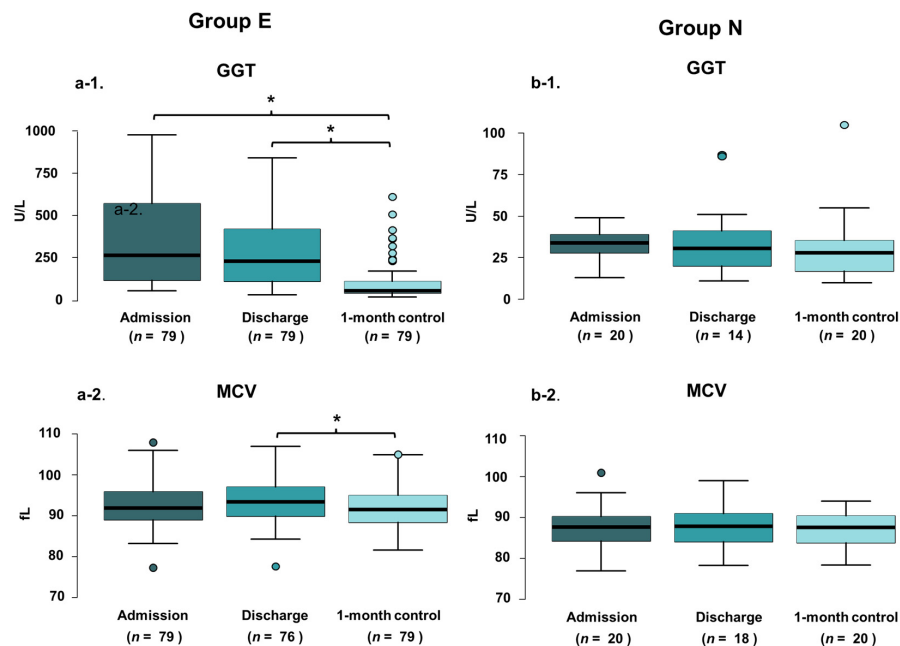 Group E
Group N
a-1.
GGT
*
*
1000
750
500
250
0
U/L
a-2.
Admission
(n = 79)
Discharge
(n = 79)
1-month control
(n = 79)
b-1.
GGT
100
75
50
25
0
U/L
Admission
(n = 20)
Discharge
(n = 14)
1-month control
(n = 20)
a-2.
MCV
*
110
100
90
80
70
fL
Admission
(n = 79)
Discharge
(n = 76)
1-month control
(n = 79)
b-2.
MCV
110
100
90
80
70
fL
Admission
(n = 20)
Discharge
(n = 18)
1-month control
(n = 20)